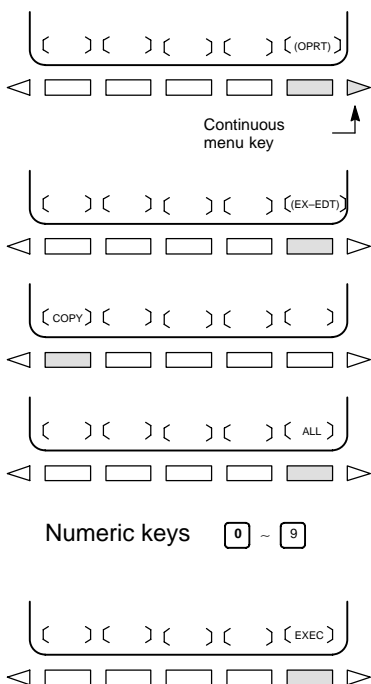 (OPRT)
Continuous
menu key
(EX–EDT)
COPY
ALL
Numeric keys 0 ~ 9
EXEC